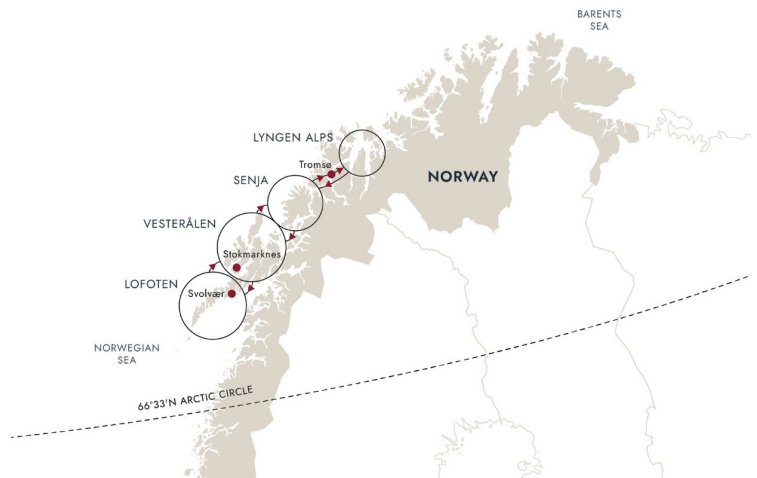 BARENTS
SEA
LYNGEN ALPS
Tromsø
SENJA
NORWAY
VESTERÅLEN
Stokmarknes
LOFOTEN
Svolvær
NORWEGIAN
SEA
66°33'N ARCTIC CIRCLE